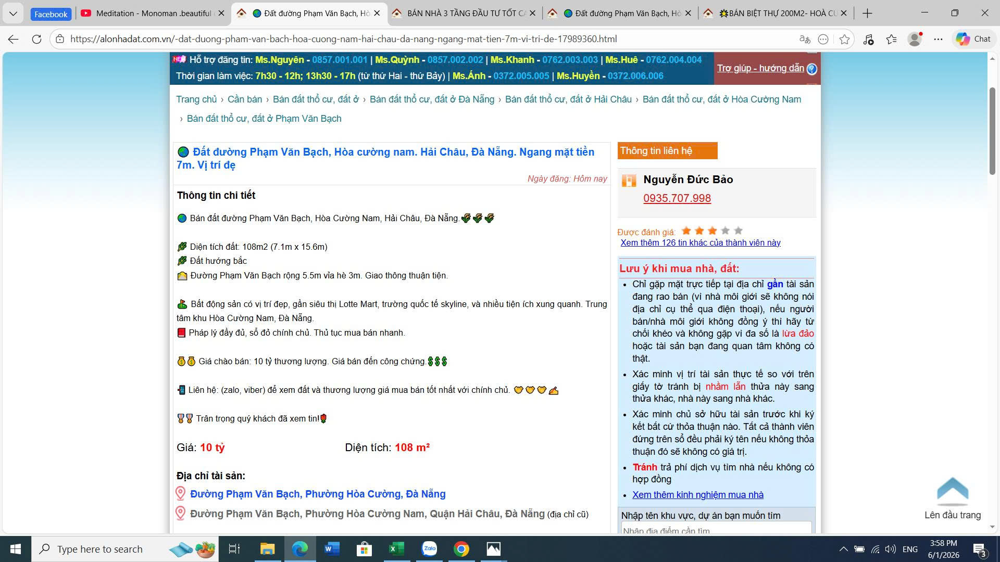 Facebook
Meditation - Monoman .beautiful
Đất đường Phạm Văn Bạch, Hò
BÁN NHÀ 3 TẦNG ĐẦU TƯ TỐT CA
Đất đường Phạm Văn Bạch, Hò
BÁN BIỆT THỰ 200M2- HOÀ CU
https://alonhadat.com.vn/-dat-duong-pham-van-bach-hoa-cuong-nam-hai-chau-da-nang-ngang-mat-tien-7m-vi-tri-de-17989360.html
Chat
Hỗ trợ đăng tin: Ms.Nguyên - 0857.001.001 | Ms.Quỳnh - 0857.002.002 | Ms.Khanh - 0762.003.003 | Ms.Huê - 0762.004.004
Thời gian làm việc: 7h30 - 12h; 13h30 - 17h (từ thứ Hai - thứ Bảy) | Ms.Ánh - 0372.005.005 | Ms.Huyền - 0372.006.006
Trợ giúp - hướng dẫn
Trang chủ › Cần bán › Bán đất thổ cư, đất ở › Bán đất thổ cư, đất ở Đà Nẵng › Bán đất thổ cư, đất ở Hải Châu › Bán đất thổ cư, đất ở Hòa Cường Nam
› Bán đất thổ cư, đất ở Phạm Văn Bạch
Đất đường Phạm Văn Bạch, Hòa cường nam. Hải Châu, Đà Nẵng. Ngang mặt tiền
7m. Vị trí đẹ
Ngày đăng: Hôm nay
Thông tin chi tiết
Bán đất đường Phạm Văn Bạch, Hòa Cường Nam, Hải Châu, Đà Nẵng.
Diện tích đất: 108m2 (7.1m x 15.6m)
Đất hướng bắc
Đường Phạm Văn Bạch rộng 5.5m vỉa hè 3m. Giao thông thuận tiện.
Bất động sản có vị trí đẹp, gần siêu thị Lotte Mart, trường quốc tế skyline, và nhiều tiện ích xung quanh. Trung
tâm khu Hòa Cường Nam, Đà Nẵng.
Pháp lý đầy đủ, sổ đỏ chính chủ. Thủ tục mua bán nhanh.
Giá chào bán: 10 tỷ thương lượng. Giá bán đến công chứng.
Liên hệ: (zalo, viber) để xem đất và thương lượng giá mua bán tốt nhất với chính chủ.
Trân trọng quý khách đã xem tin!
Giá: 10 tỷ
Diện tích: 108 m²
Địa chỉ tài sản:
Đường Phạm Văn Bạch, Phường Hòa Cường, Đà Nẵng
Đường Phạm Văn Bạch, Phường Hòa Cường Nam, Quận Hải Châu, Đà Nẵng (địa chỉ cũ)
Thông tin liên hệ
Nguyễn Đức Bảo
0935.707.998
Được đánh giá:
Xem thêm 126 tin khác của thành viên này
Lưu ý khi mua nhà, đất:
• Chỉ gặp mặt trực tiếp tại địa chỉ gần tài sản
đang rao bán (vì nhà môi giới sẽ không nói
địa chỉ cụ thể qua điện thoại), nếu người
bán/nhà môi giới không đồng ý thì hãy từ
chối khéo và không gặp vì đa số là lừa đảo
hoặc tài sản bạn đang quan tâm không có
thật.
• Xác minh vị trí tài sản thực tế so với trên
giấy tờ tránh bị nhầm lẫn thửa này sang
thửa khác, nhà này sang nhà khác.
• Xác minh chủ sở hữu tài sản trước khi ký
kết bất cứ thỏa thuận nào. Tất cả thành viên
đứng trên sổ đều phải ký tên nếu không thỏa
thuận đó sẽ không có giá trị.
• Tránh trả phí dịch vụ tìm nhà nếu không có
hợp đồng
• Xem thêm kinh nghiệm mua nhà
Nhập tên khu vực, dự án bạn muốn tìm
Nhập địa điểm cần tìm
Lên đầu trang
Type here to search
Zalo
ENG
3:58 PM
6/1/2026
3